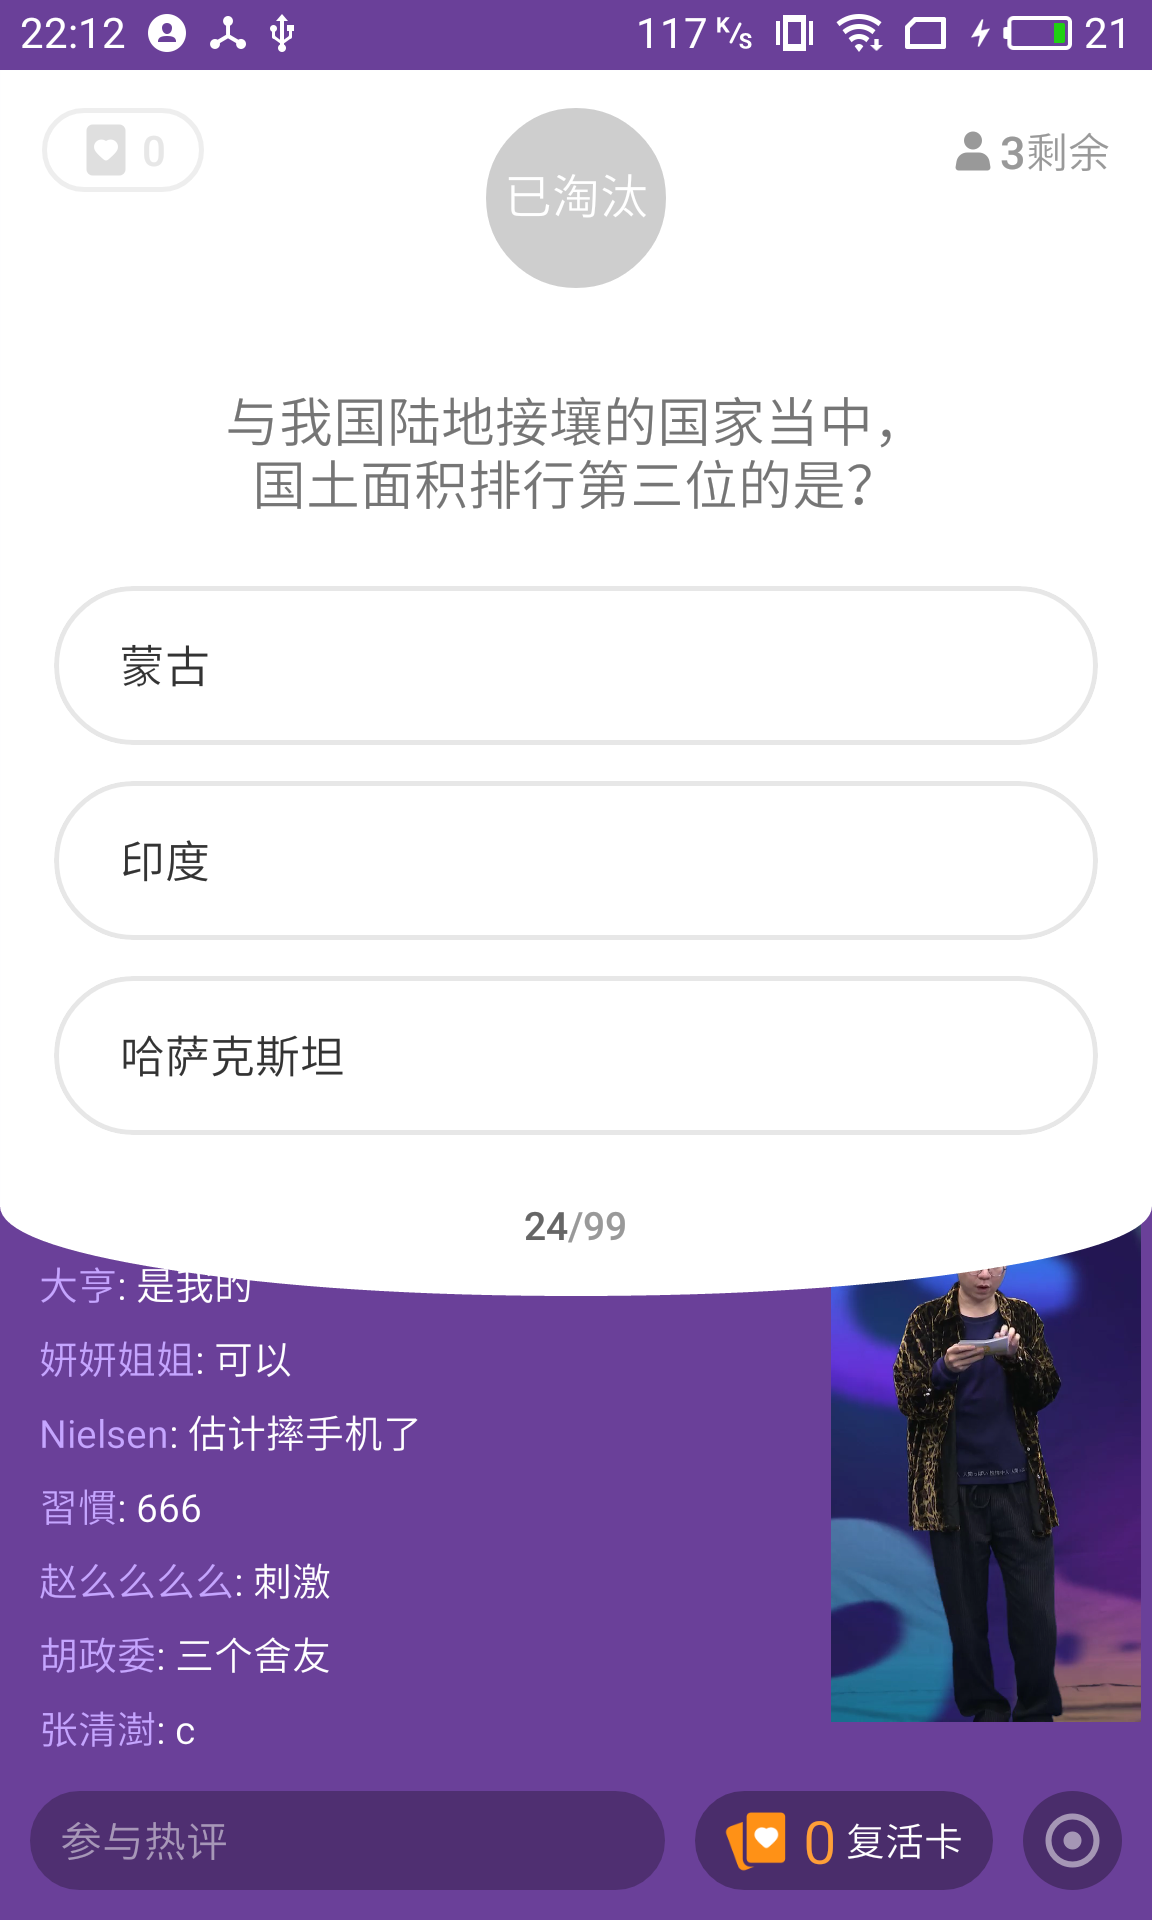 22:12 117 K/s 21
0 已淘汰 3剩余
与我国陆地接壤的国家当中，
国土面积排行第三位的是？
蒙古
印度
哈萨克斯坦
24/99
大亨: 是我的
妍妍姐姐: 可以
Nielsen: 估计摔手机了
習慣: 666
赵么么么么: 刺激
胡政委: 三个舍友
张清澍: c
参与热评 0 复活卡